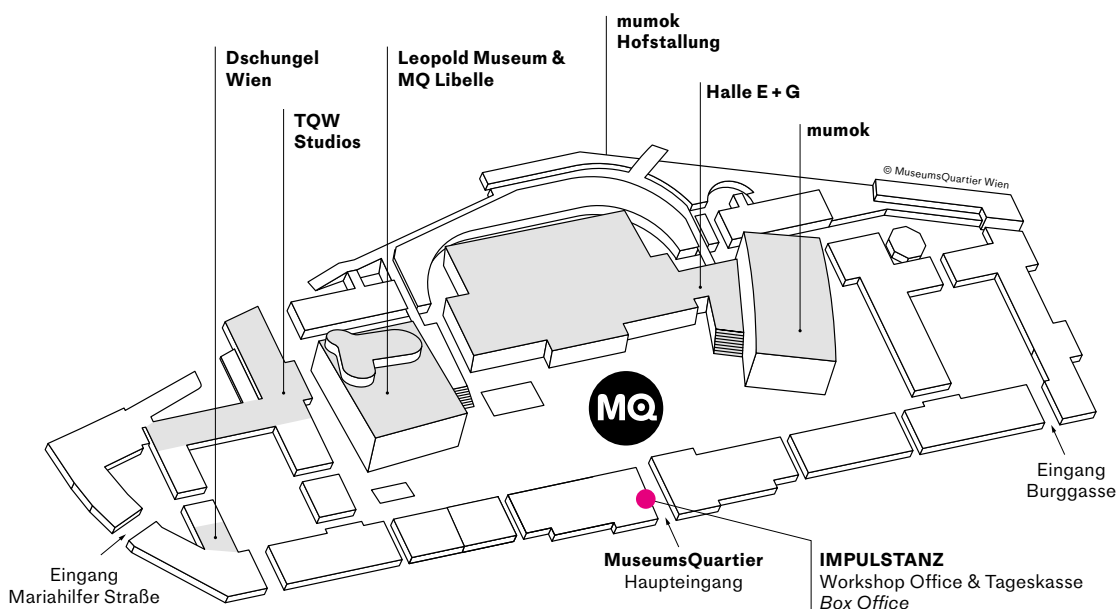 mumok
Hofstallung
Dschungel
Wien
Leopold Museum &
MQ Libelle
Halle E + G
TQW
Studios
mumok
© MuseumsQuartier Wien
MQ
Eingang
Burggasse
MuseumsQuartier
Haupteingang
IMPULSTANZ
Workshop Office & Tageskasse
Box Office
Eingang
Mariahilfer Straße